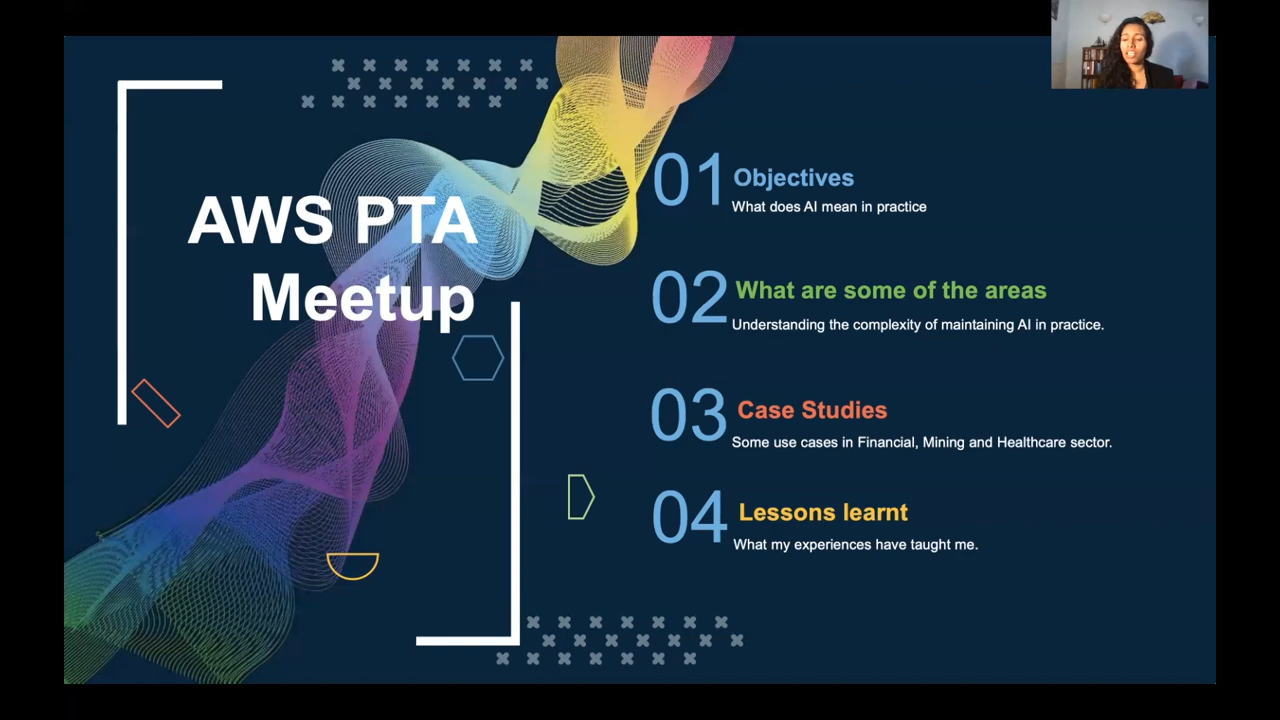 AWS PTA
Meetup
01 Objectives
What does AI mean in practice
02 What are some of the areas
Understanding the complexity of maintaining AI in practice.
03 Case Studies
Some use cases in Financial, Mining and Healthcare sector.
04 Lessons learnt
What my experiences have taught me.